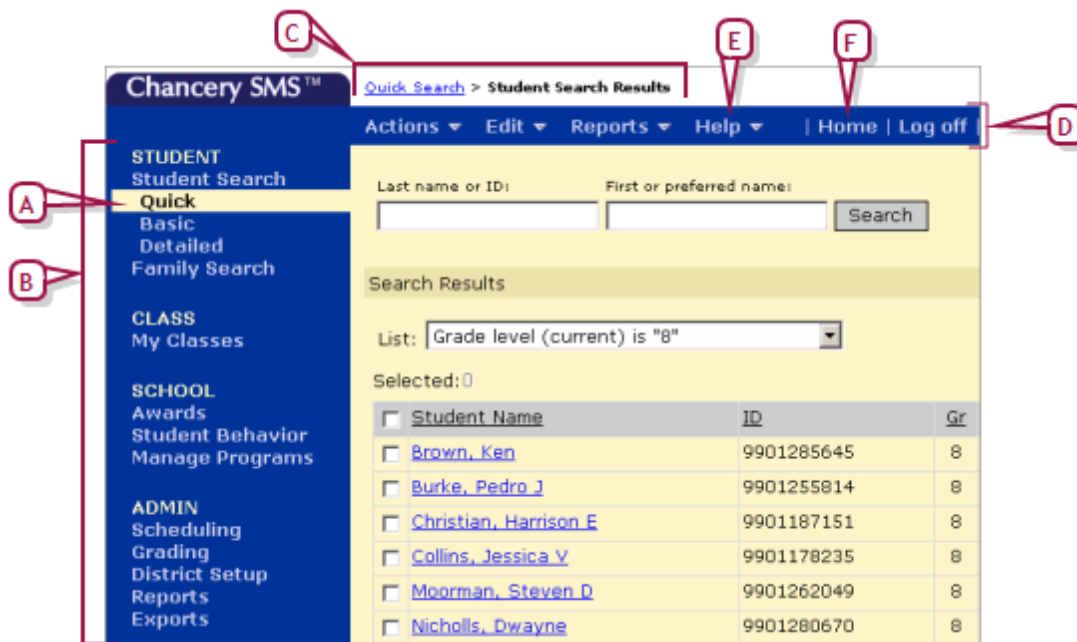 C
E
F
Chancery SMS™
Quick Search > Student Search Results
Actions Edit Reports Help | Home | Log off |
D
STUDENT
Student Search
A
Quick
Basic
Detailed
B
Family Search
CLASS
My Classes
SCHOOL
Awards
Student Behavior
Manage Programs
ADMIN
Scheduling
Grading
District Setup
Reports
Exports
Last name or ID: First or preferred name:
Search
Search Results
List: Grade level (current) is "8"
Selected: 0
Student Name ID Gr
Brown, Ken 9901285645 8
Burke, Pedro J 9901255814 8
Christian, Harrison E 9901187151 8
Collins, Jessica V 9901178235 8
Moorman, Steven D 9901262049 8
Nicholls, Dwayne 9901280670 8